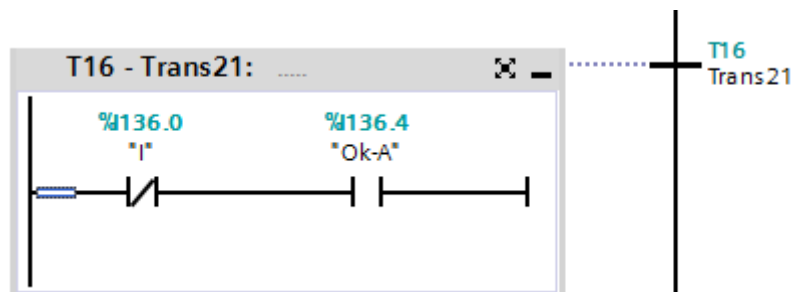 T16 - Trans21: .....
%I136.0
"I"
%I136.4
"Ok-A"
T16
Trans21